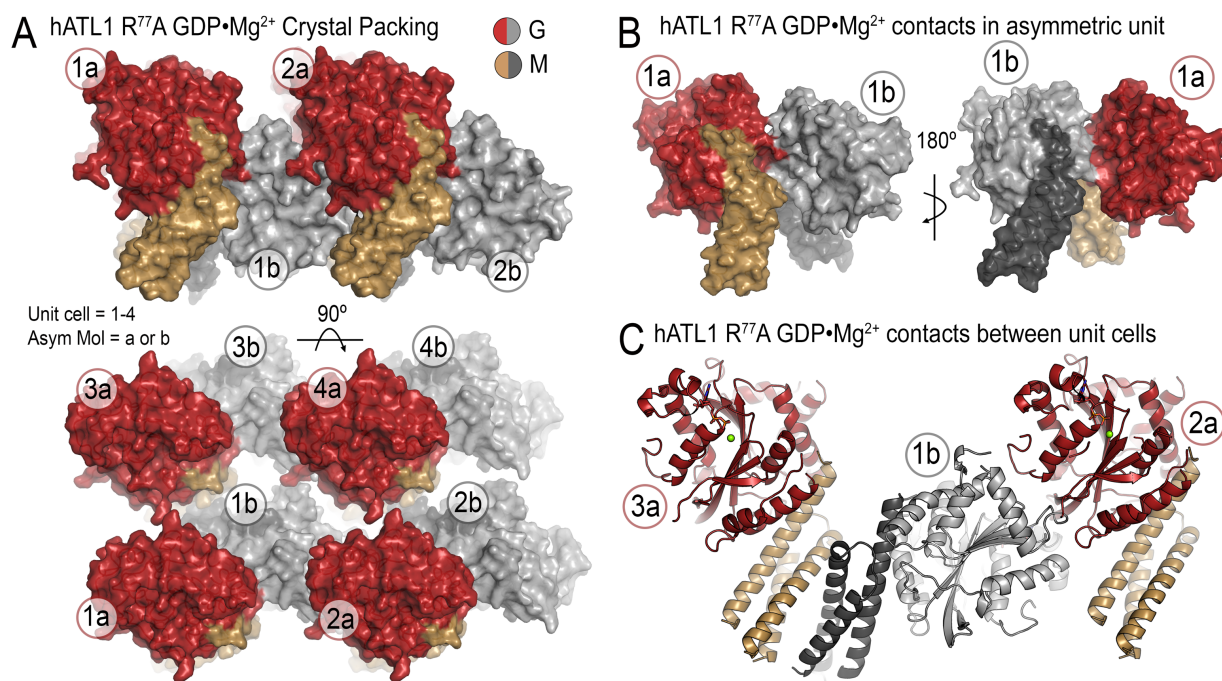 A hATL1 R⁷⁷A GDP•Mg²⁺ Crystal Packing
G
M
1a
2a
1b
2b
Unit cell = 1-4
Asym Mol = a or b
90º
3b
4b
3a
4a
1b
2b
1a
2a
B hATL1 R⁷⁷A GDP•Mg²⁺ contacts in asymmetric unit
1a
1b
1b
1a
180º
C hATL1 R⁷⁷A GDP•Mg²⁺ contacts between unit cells
1b
2a
3a